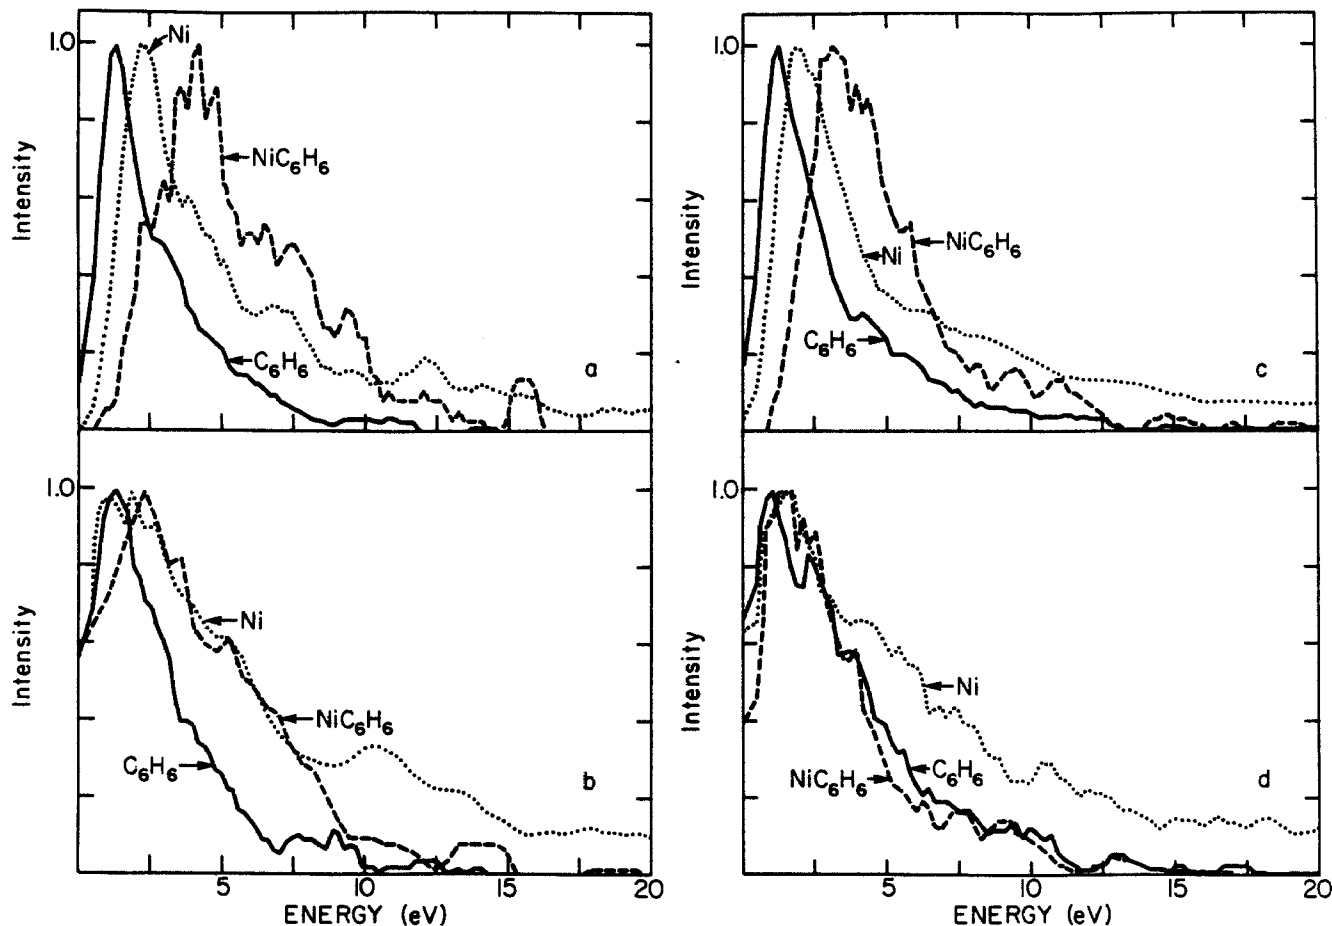 1.0
Ni
NiC₆H₆
C₆H₆
a
Intensity
1.0
Ni
NiC₆H₆
C₆H₆
b
Intensity
5
10
15
20
ENERGY (eV)
1.0
NiC₆H₆
Ni
C₆H₆
c
Intensity
1.0
Ni
C₆H₆
NiC₆H₆
d
Intensity
5
10
15
20
ENERGY (eV)